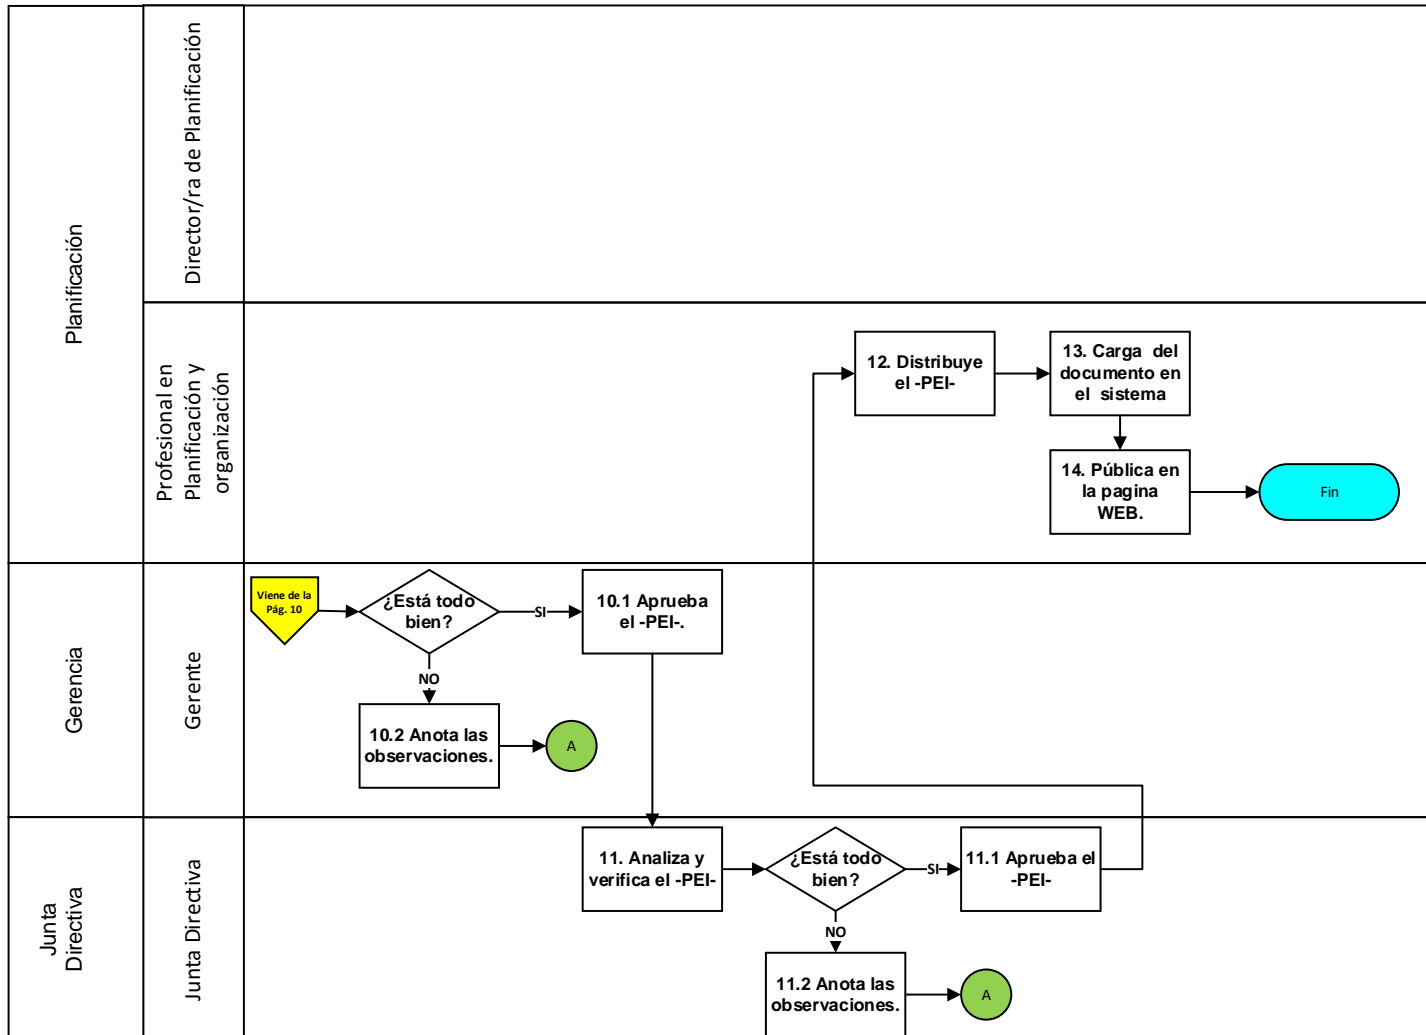 Planificación
Director/ra de Planificación
Profesional en
Planificación y
organización
12. Distribuye
el -PEI-
13. Carga  del
documento en
el  sistema
14. Pública en
la pagina
WEB.
Fin
Gerencia
Gerente
Viene de la
Pág. 10
¿Está todo
bien?
SI
10.1 Aprueba
el -PEI-.
NO
10.2 Anota las
observaciones.
A
Junta
Directiva
Junta Directiva
11. Analiza y
verifica el -PEI-
¿Está todo
bien?
SI
11.1 Aprueba el
-PEI-
NO
11.2 Anota las
observaciones.
A